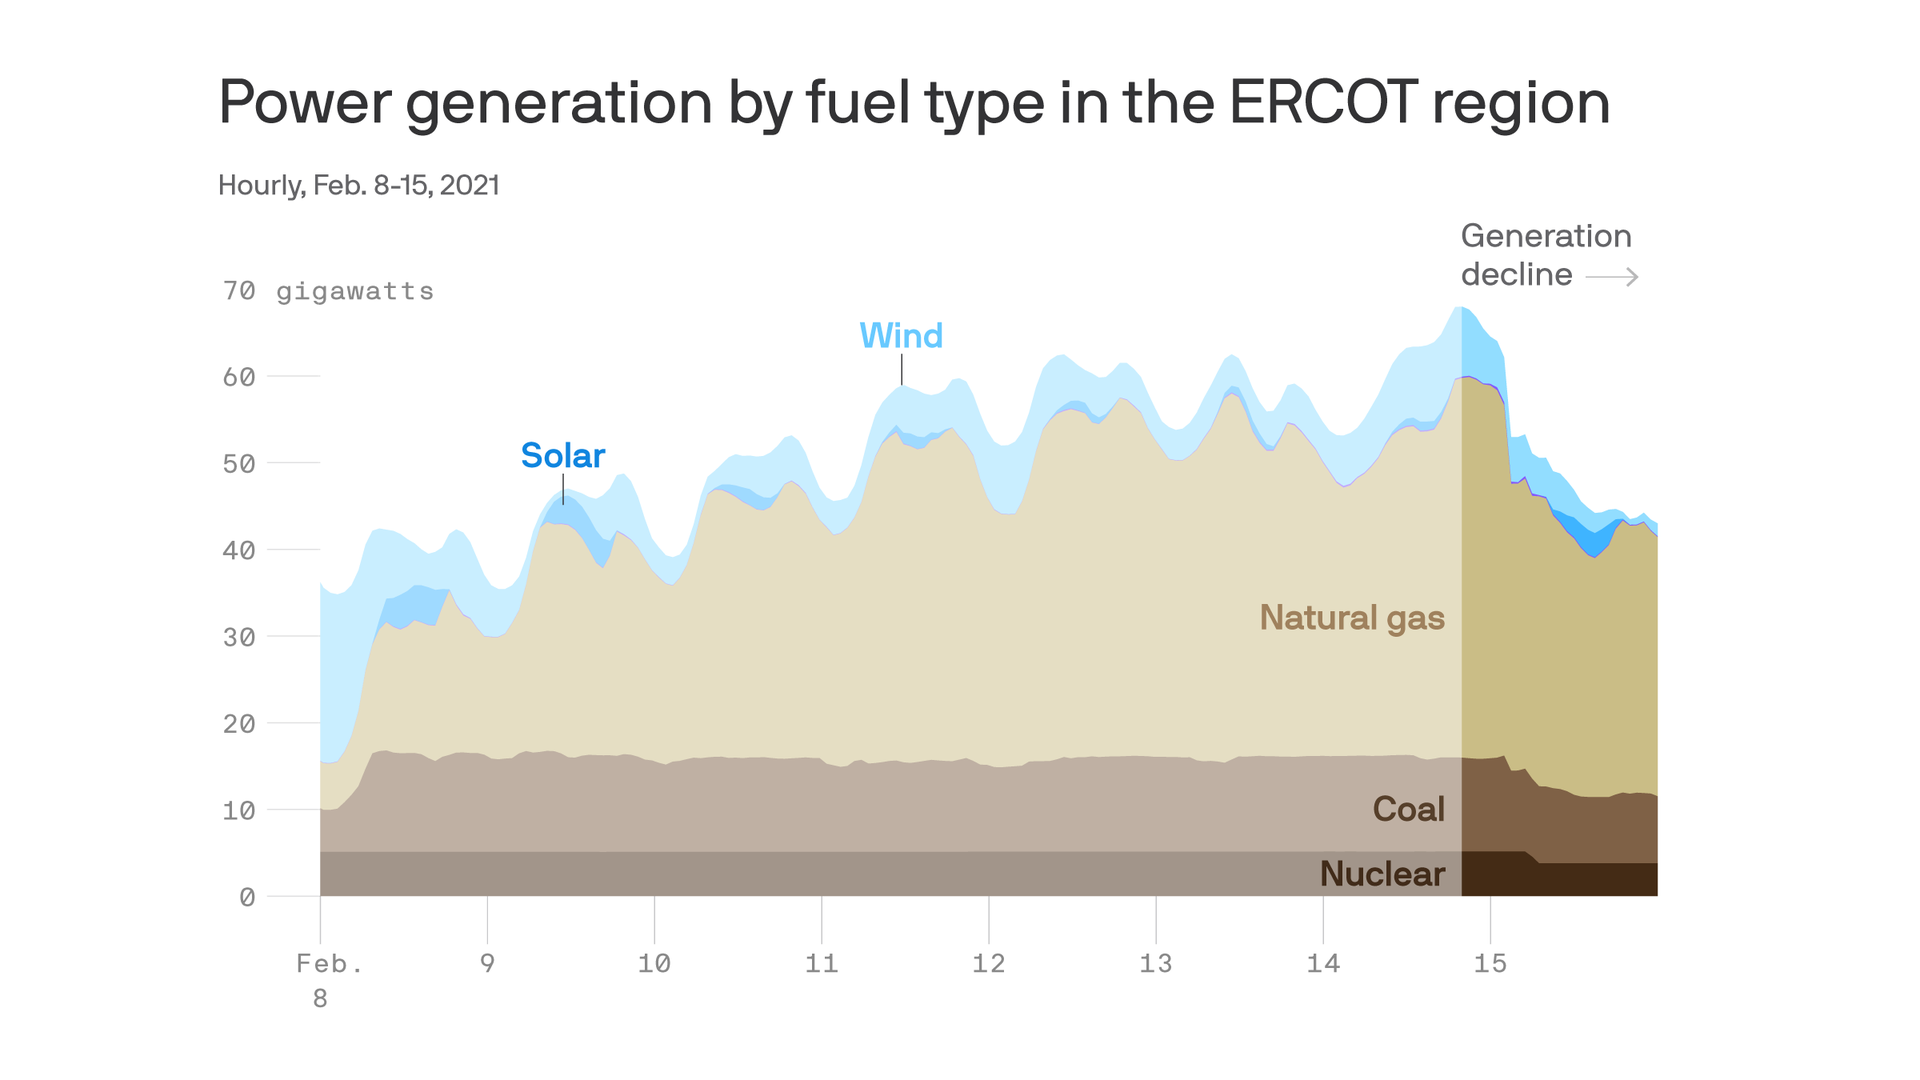 Power generation by fuel type in the ERCOT region
Hourly, Feb. 8-15, 2021
Generation
decline
70 gigawatts
Wind
60
Solar
50
40
30
Natural gas
20
10
Coal
Nuclear
0
Feb. 9 10 11 12 13 14 15
8